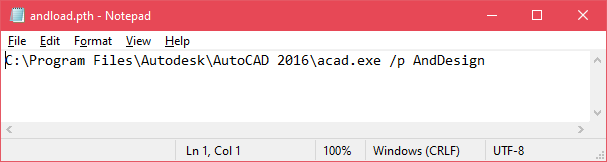 andload.pth - Notepad
File Edit Format View Help
C:\Program Files\Autodesk\AutoCAD 2016\acad.exe /p AndDesign
Ln 1, Col 1 100% Windows (CRLF) UTF-8